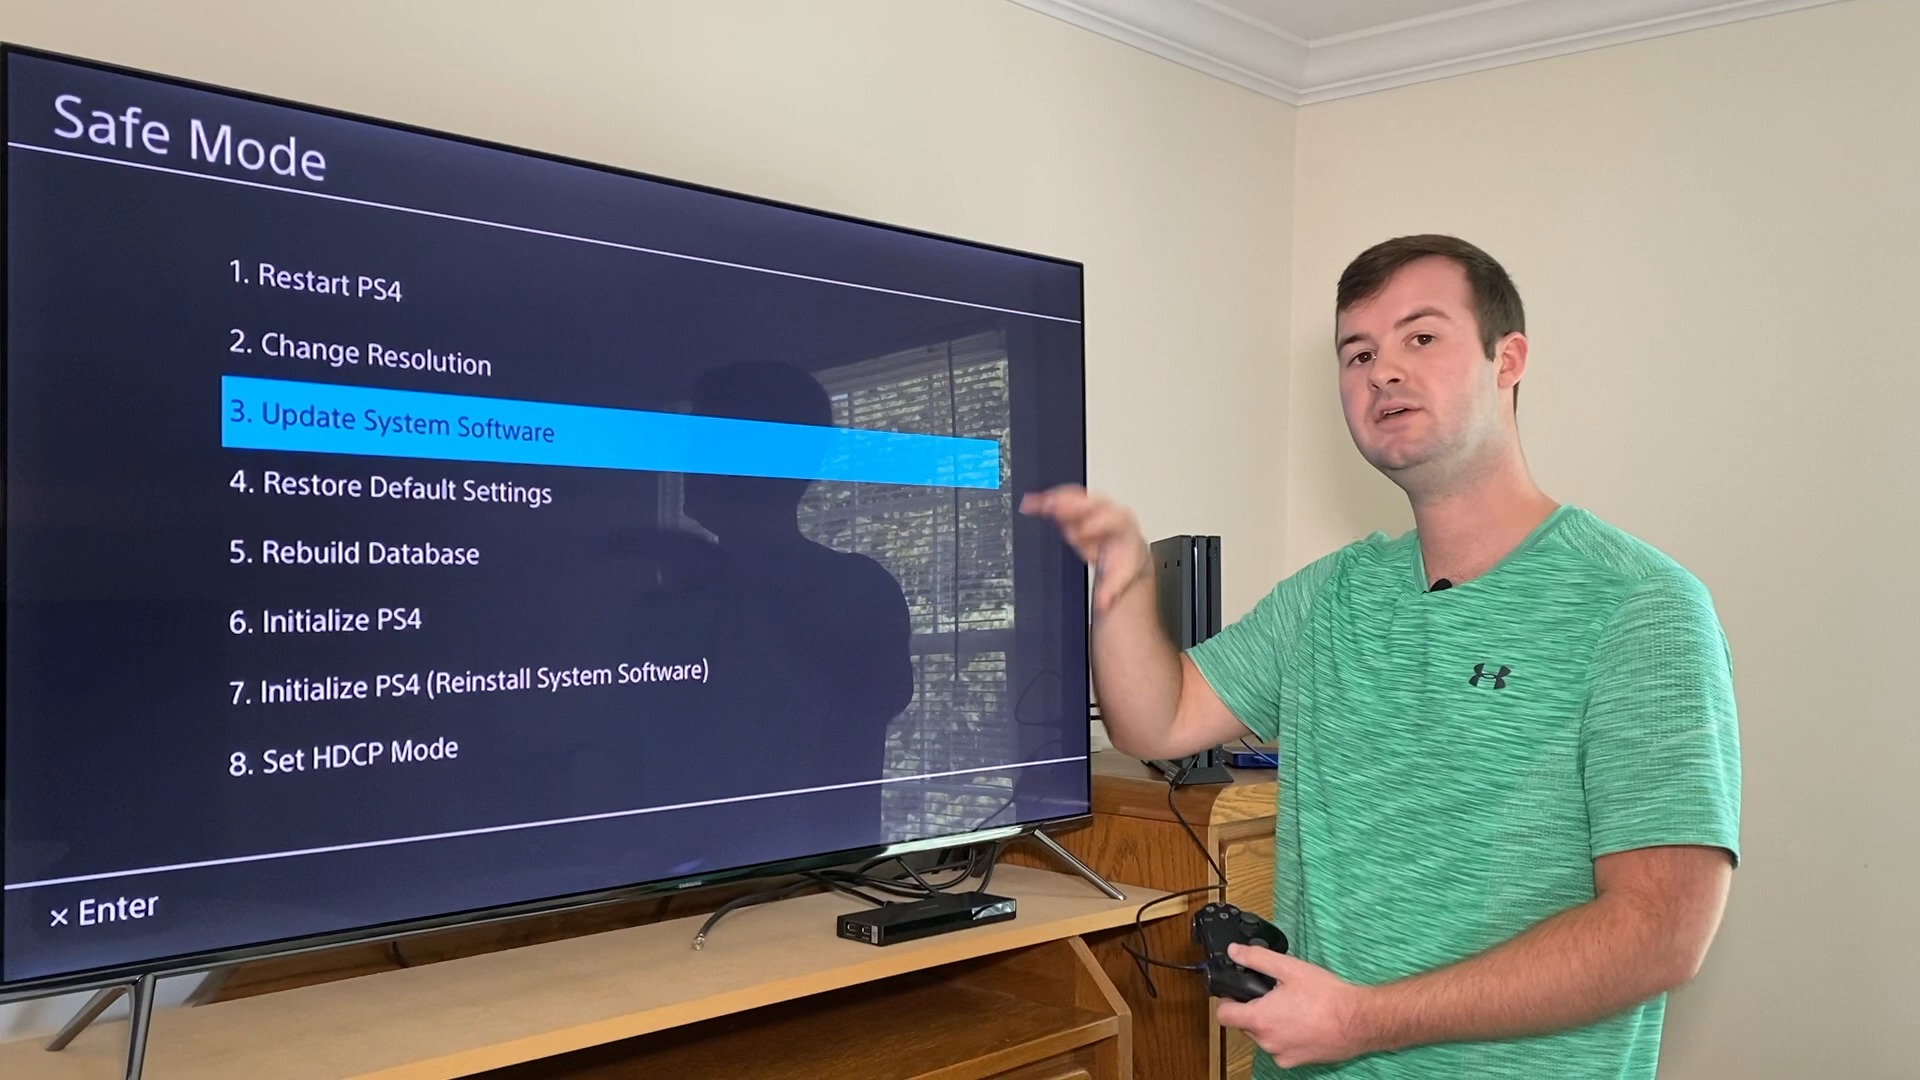 Safe Mode
1. Restart PS4
2. Change Resolution
3. Update System Software
4. Restore Default Settings
5. Rebuild Database
6. Initialize PS4
7. Initialize PS4 (Reinstall System Software)
8. Set HDCP Mode
× Enter
SAMSUNG